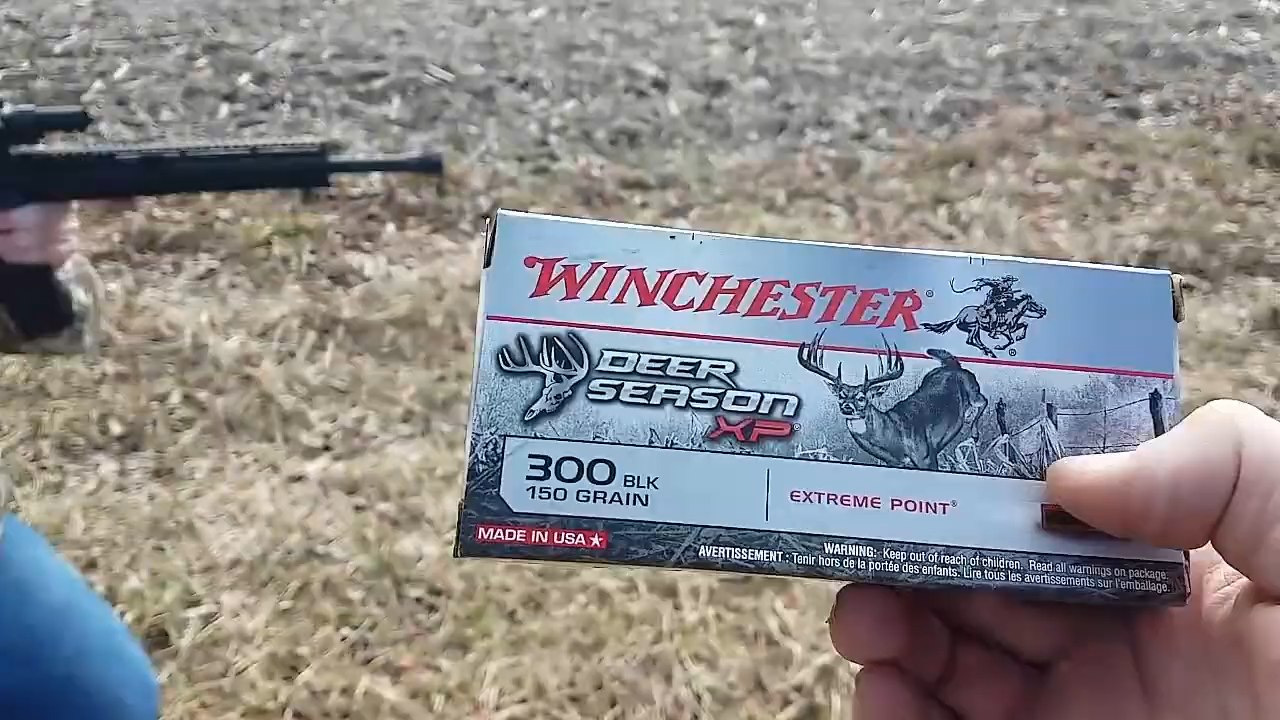 WINCHESTER®
DEER
SEASON
XP®
300 BLK
150 GRAIN
EXTREME POINT®
MADE IN USA
WARNING: Keep out of reach of children. Read all warnings on package.
AVERTISSEMENT : Tenir hors de la portée des enfants. Lire tous les avertissements sur l'emballage.